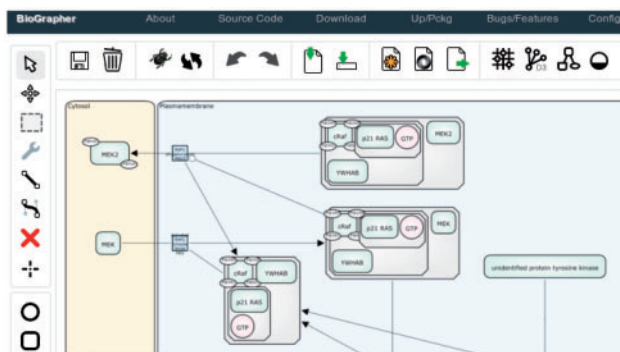 BioGrapher About Source Code Download Up/Pckg Bugs/Features Config
D3
Cytosol Plasmamembrane
cRaf p21 RAS GTP MEK2
MEK2
YWHAB
cRaf p21 RAS GTP MEK
MEK
YWHAB
unidentified protein tyrosine kinase
cRaf YWHAB
p21 RAS
GTP